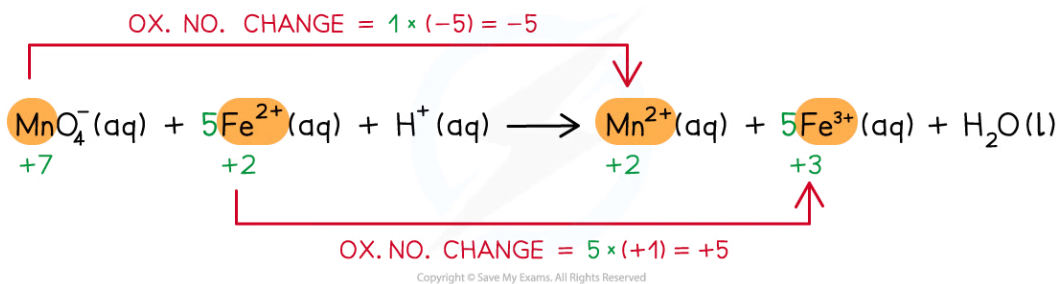 OX. NO. CHANGE = 1 × (−5) = −5
MnO₄⁻(aq) + 5Fe²⁺(aq) + H⁺(aq) ⟶ Mn²⁺(aq) + 5Fe³⁺(aq) + H₂O(l)
+7 +2 +2 +3
OX. NO. CHANGE = 5 × (+1) = +5
Copyright © Save My Exams. All Rights Reserved